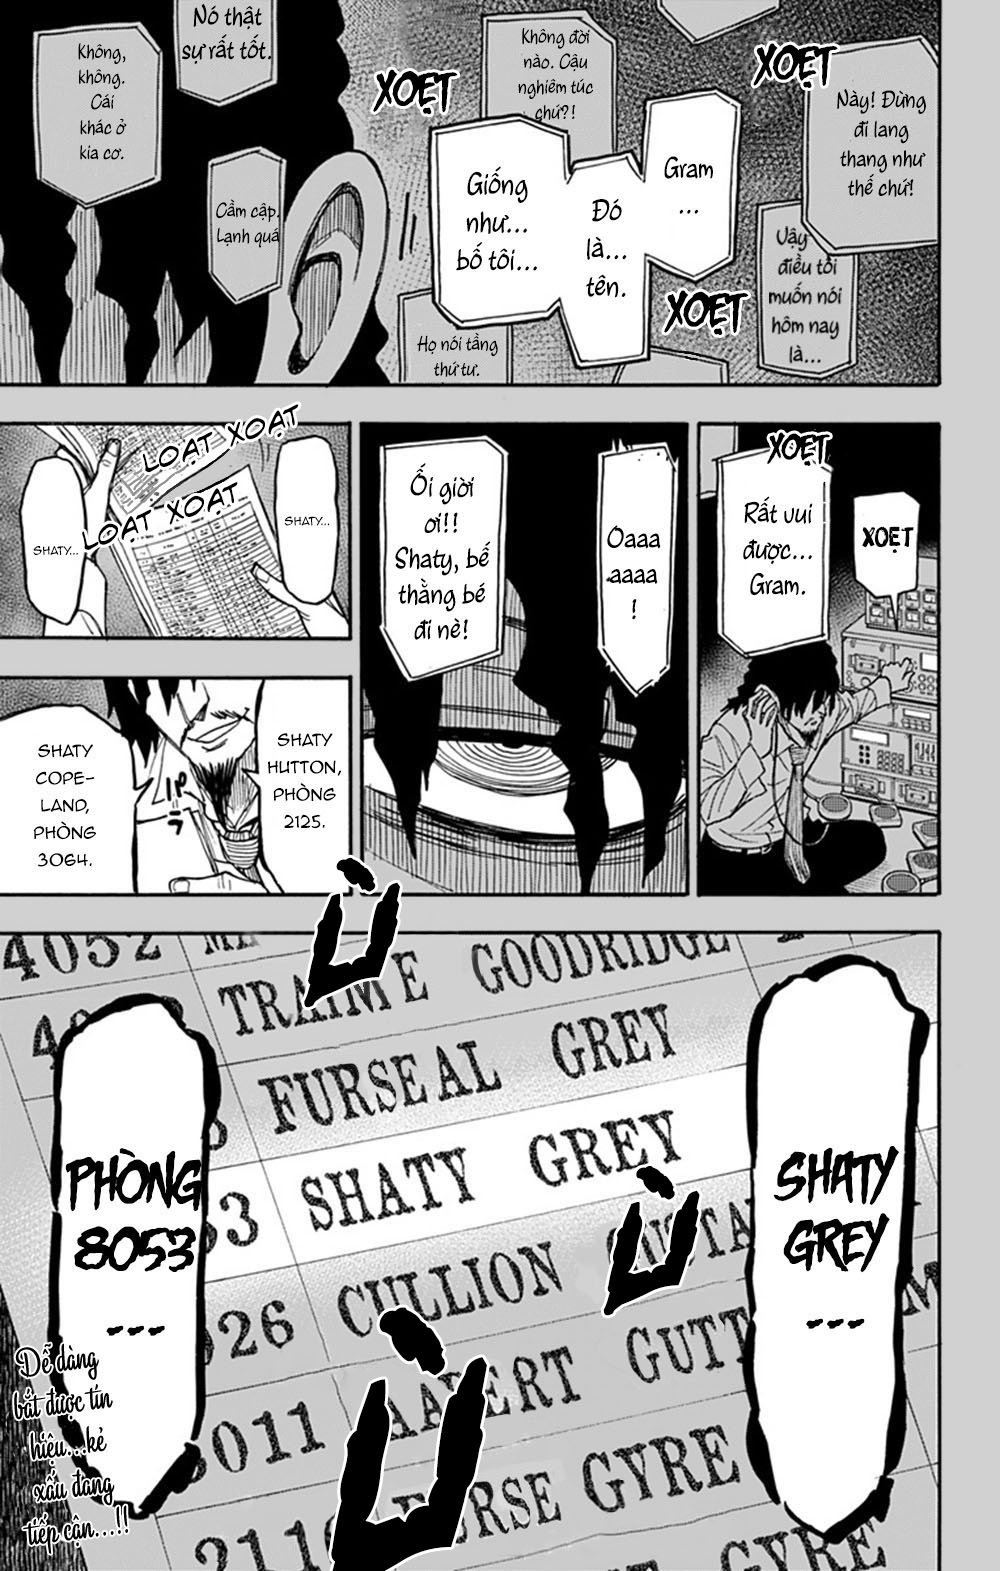 XOẸT
Này! Đừng
đi lang
thang như
thế chứ!
Vậy
điều tôi
muốn nói
hôm nay
là...
Không đời
nào. Cậu
nghiêm túc
chứ?!
Gram
...
Đó
là...
tên.
XOẸT
XOẸT
Giống
như...
bố tôi...
Họ nói tầng
thứ tư.
Nó thật
sự rất tốt.
Cầm cập.
Lạnh quá
Không,
không.
Cái
khác ở
kia cơ.
XOẸT
XOẸT
Rất vui
được...
Gram.
Oaaa
aaaa
!
Ối giời
ơi!!
Shaty, bế
thằng bé
đi nè!
LOẠT XOẠT
LOẠT XOẠT
SHATY...
SHATY...
SHATY
HUTTON,
PHÒNG
2125.
SHATY
COPE-
LAND,
PHÒNG
3064.
Ù
Ù
Ù
SHATY
GREY
...
PHÒNG
8053
...
4052
TRAIME GOODRIDGE
FURSEAL GREY
53 SHATY GREY
026 CULLION
3011
GUTT
GYRE
GYRE
Dễ dàng
bắt được tín
hiệu...kẻ
xấu đang
tiếp cận...!!